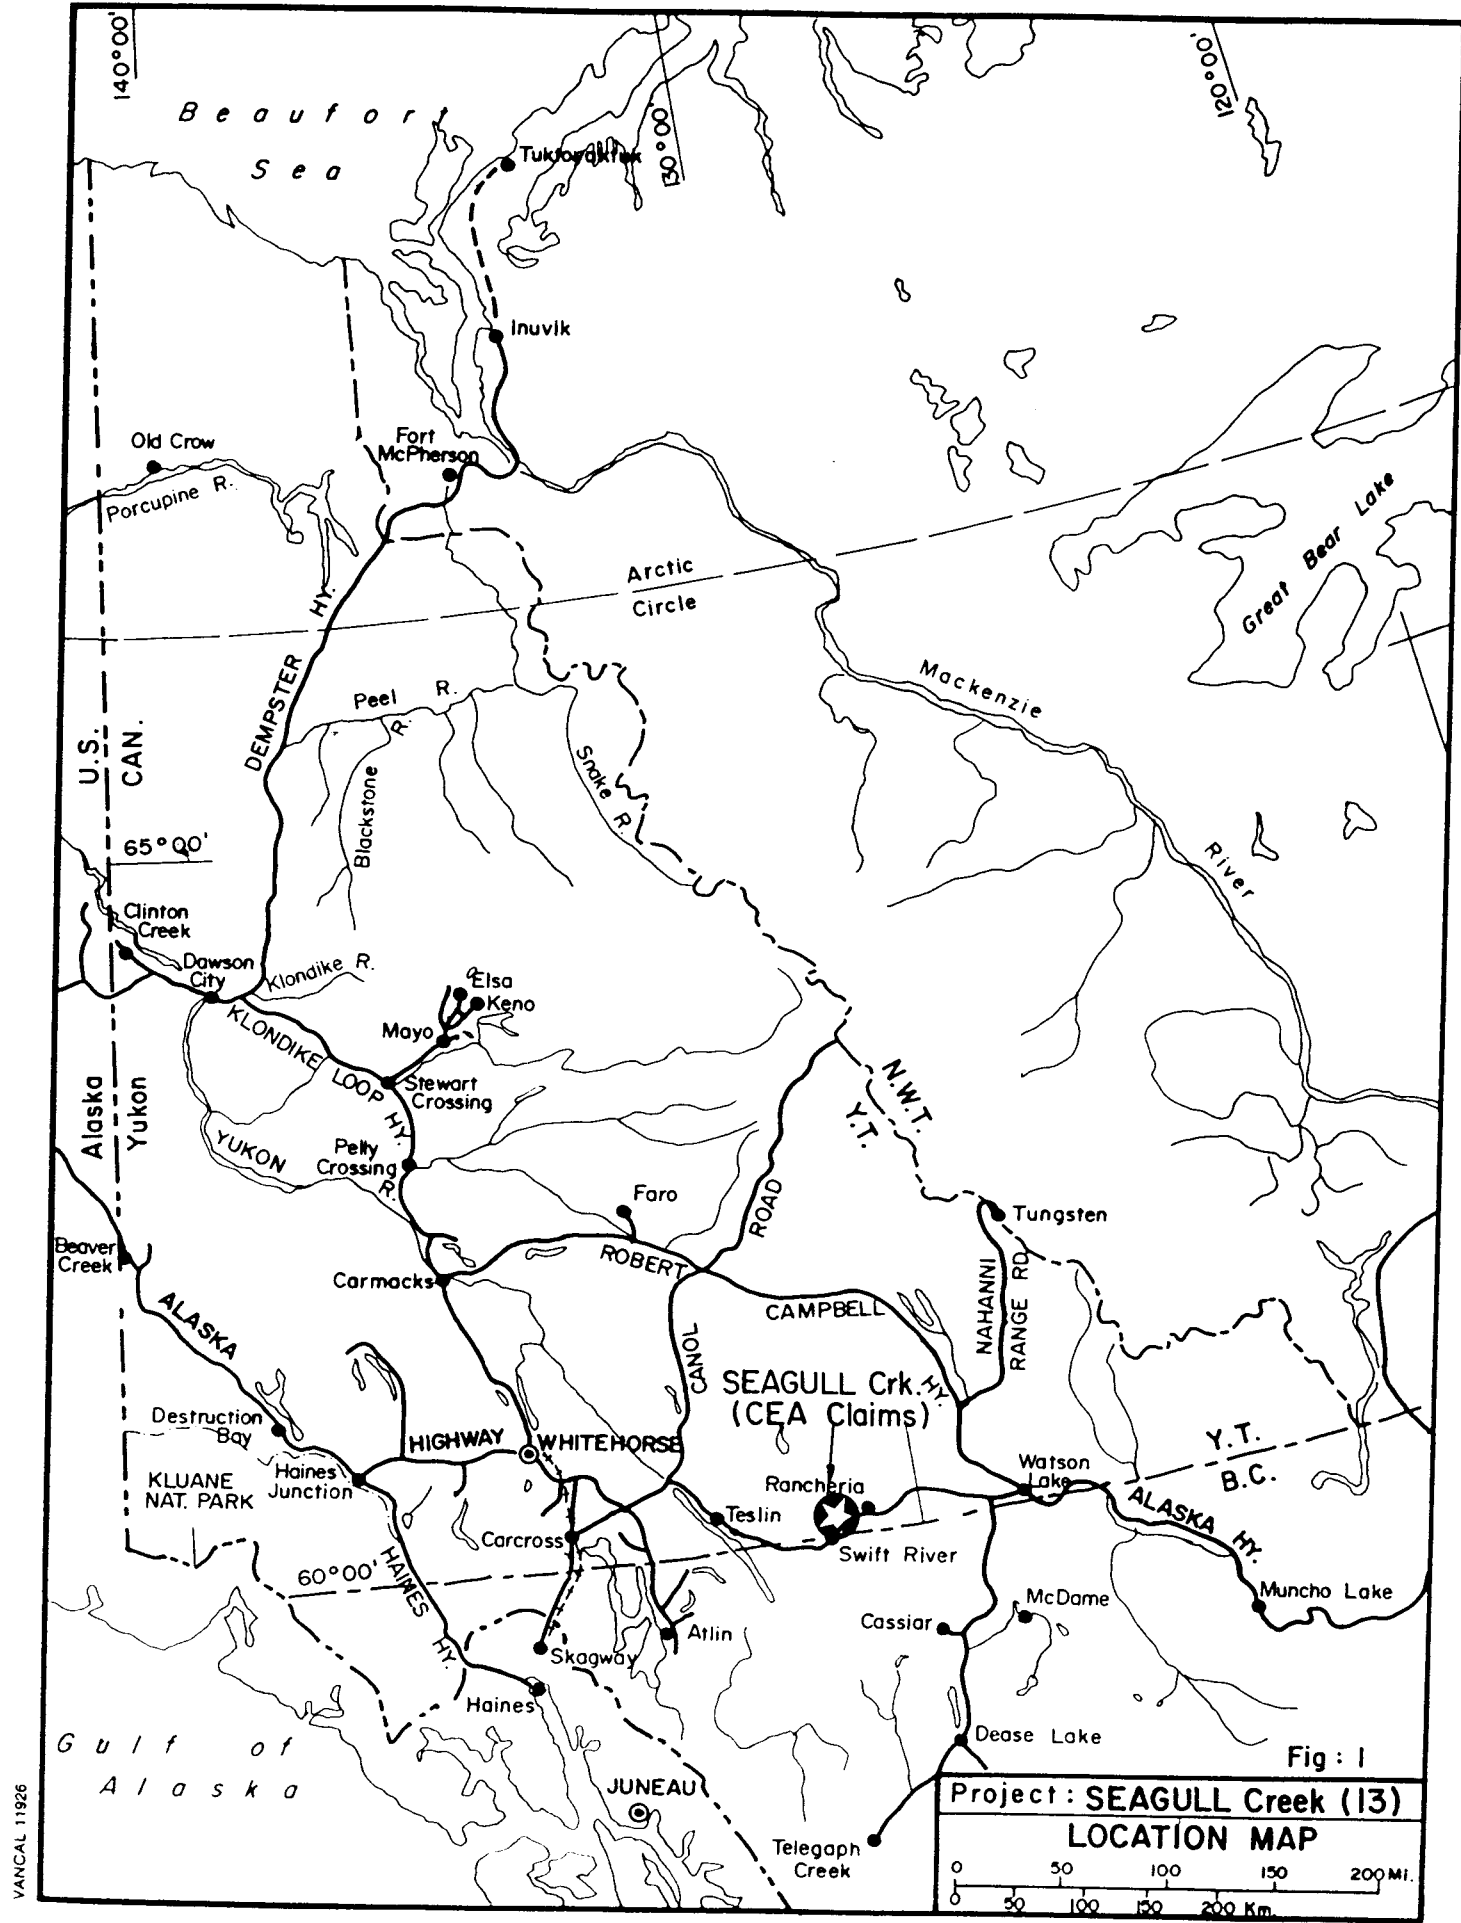 140°00'
130°00'
120°00'
Beaufort
Sea
Tuktoyaktuk
Inuvik
Old Crow
Fort
McPherson
Porcupine R.
Great Bear Lake
Arctic
Circle
DEMPSTER HY.
Mackenzie
River
Peel R.
Blackstone R.
Snake R.
U.S.
CAN.
65°00'
Clinton
Creek
Dawson
City
Klondike R.
Elsa
Keno
Mayo
KLONDIKE LOOP HY.
Stewart
Crossing
Alaska
Yukon
N.W.T.
Y.T.
YUKON R.
Pelly
Crossing
Faro
ROAD
Tungsten
Beaver
Creek
ROBERT
CAMPBELL
HY.
Carmacks
NAHANNI
RANGE RD.
ALASKA
CANOL
SEAGULL Crk.
(CEA Claims)
Destruction
Bay
HIGHWAY
WHITEHORSE
Y.T.
B.C.
Haines
Junction
KLUANE
NAT. PARK
Watson
Lake
Rancheria
Teslin
ALASKA HY.
Carcross
Swift River
60°00'
HAINES HY.
McDame
Muncho Lake
Cassiar
Atlin
Skagway
Haines
Dease Lake
Gulf of
Alaska
JUNEAU
Telegaph
Creek
Fig : 1
Project : SEAGULL Creek (13)
LOCATION MAP
0 50 100 150 200 MI.
0 50 100 150 200 Km.
VANCAL 11926